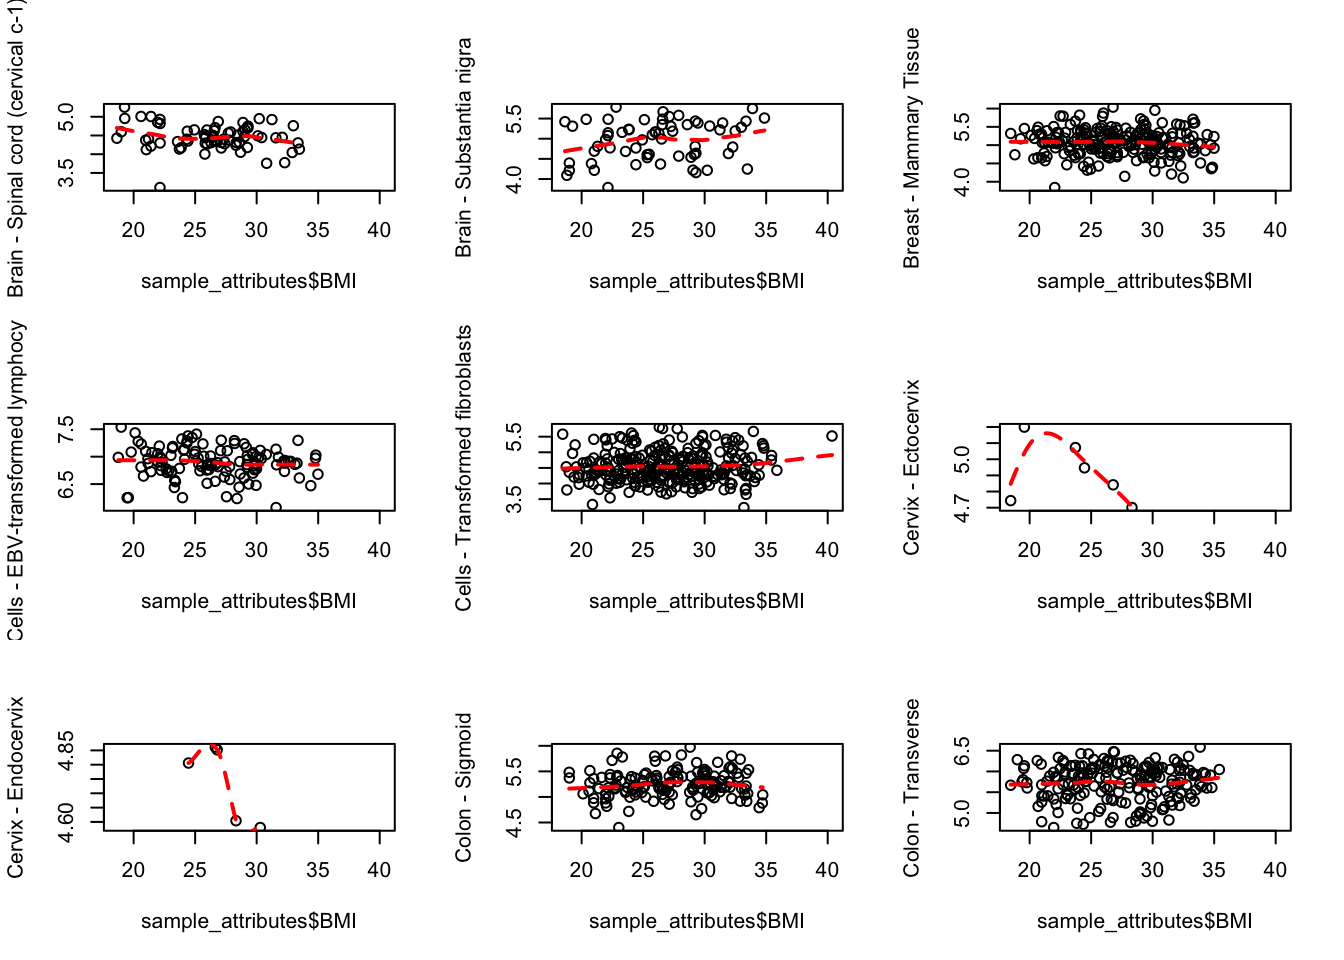 Brain - Spinal cord (cervical c-1)
5.0
3.5
20 25 30 35 40
sample_attributes$BMI
Brain - Substantia nigra
5.5
4.0
20 25 30 35 40
sample_attributes$BMI
Breast - Mammary Tissue
5.5
4.0
20 25 30 35 40
sample_attributes$BMI
Cells - EBV-transformed lymphocy
7.5
6.5
20 25 30 35 40
sample_attributes$BMI
Cells - Transformed fibroblasts
5.5
3.5
20 25 30 35 40
sample_attributes$BMI
Cervix - Ectocervix
5.0
4.7
20 25 30 35 40
sample_attributes$BMI
Cervix - Endocervix
4.85
4.60
20 25 30 35 40
sample_attributes$BMI
Colon - Sigmoid
5.5
4.5
20 25 30 35 40
sample_attributes$BMI
Colon - Transverse
6.5
5.0
20 25 30 35 40
sample_attributes$BMI